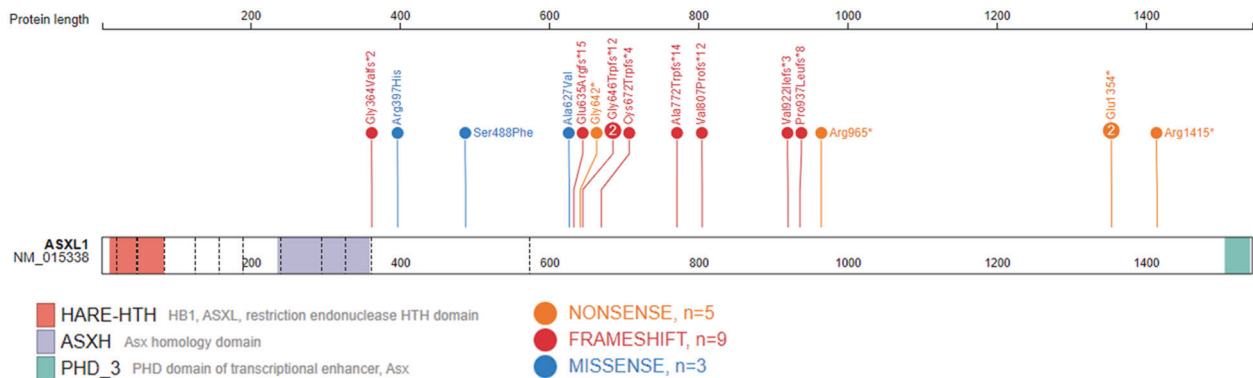 Protein length 200 400 600 800 1000 1200 1400
Gly364Valfs*2
Arg397His
Ser488Phe
Ala627Val
Glu635Argfs*15
Gly642*
2 Gly646Trpfs*12
Cys672Trpfs*4
Ala772Trpfs*14
Val807Profs*12
Val922Ilefs*3
Pro937Leufs*8
Arg965*
2 Glu1354*
Arg1415*
ASXL1
NM_015338
200 400 600 800 1000 1200 1400
HARE-HTH HB1, ASXL, restriction endonuclease HTH domain
ASXH Asx homology domain
PHD_3 PHD domain of transcriptional enhancer, Asx
NONSENSE, n=5
FRAMESHIFT, n=9
MISSENSE, n=3